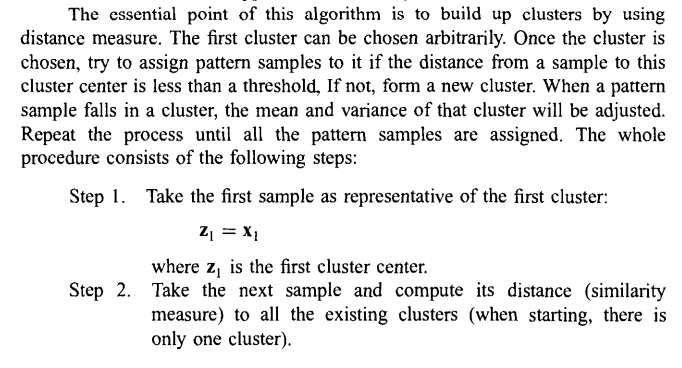 The essential point of this algorithm is to build up clusters by using
distance measure. The first cluster can be chosen arbitrarily. Once the cluster is
chosen, try to assign pattern samples to it if the distance from a sample to this
cluster center is less than a threshold, If not, form a new cluster. When a pattern
sample falls in a cluster, the mean and variance of that cluster will be adjusted.
Repeat the process until all the pattern samples are assigned. The whole
procedure consists of the following steps:
Step 1. Take the first sample as representative of the first cluster:
z₁ = x₁
where z₁ is the first cluster center.
Step 2. Take the next sample and compute its distance (similarity
measure) to all the existing clusters (when starting, there is
only one cluster).